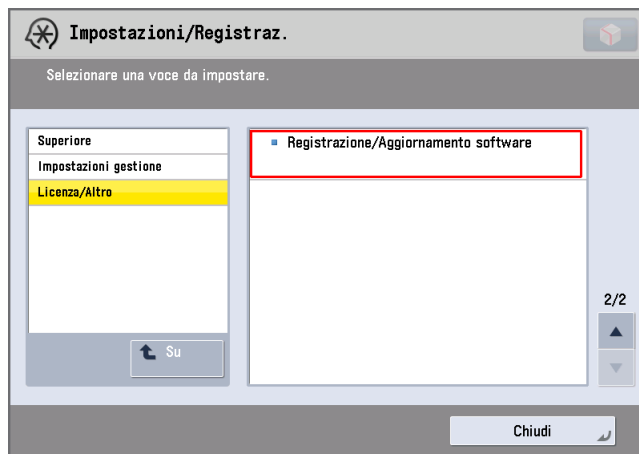 Impostazioni/Registraz.
Selezionare una voce da impostare.
Superiore
Impostazioni gestione
Licenza/Altro
Registrazione/Aggiornamento software
2/2
Su
Chiudi